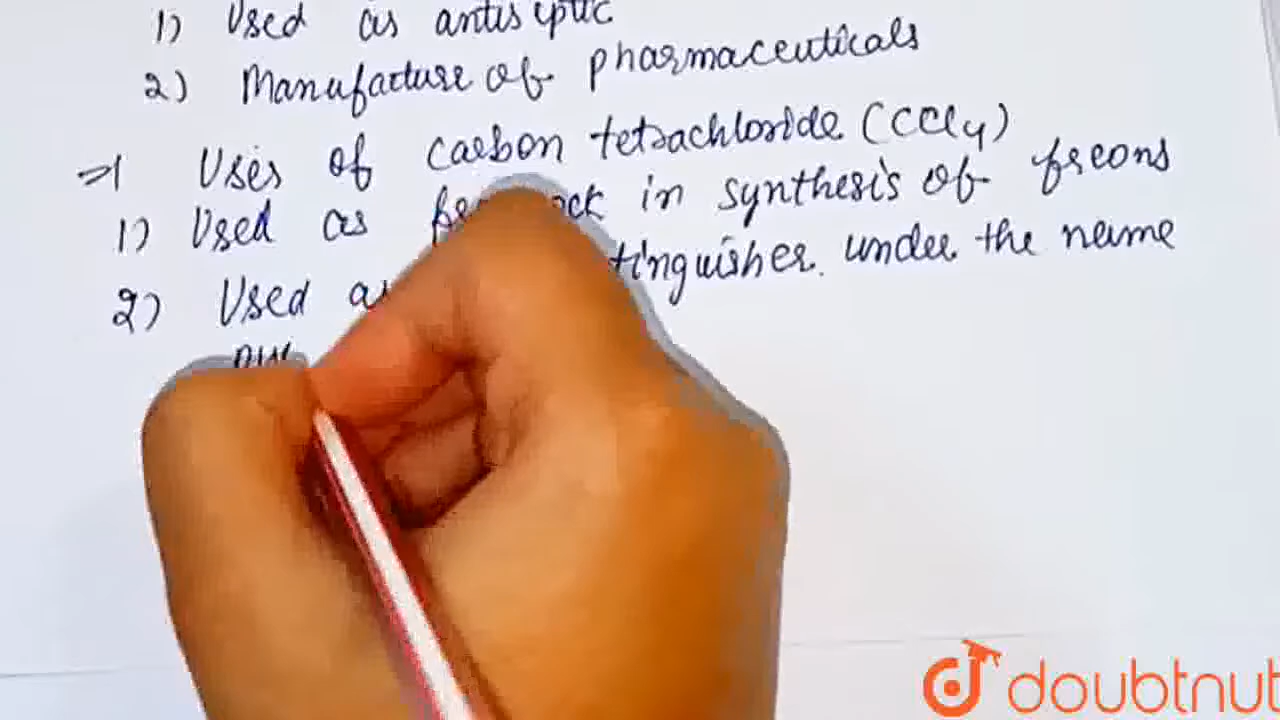 1) Used as antiseptic
2) Manufacture of pharmaceuticals
⇒ Uses of carbon tetrachloride (CCl4)
1) Used as in synthesis of freons
2) Used under the name
doubtnut